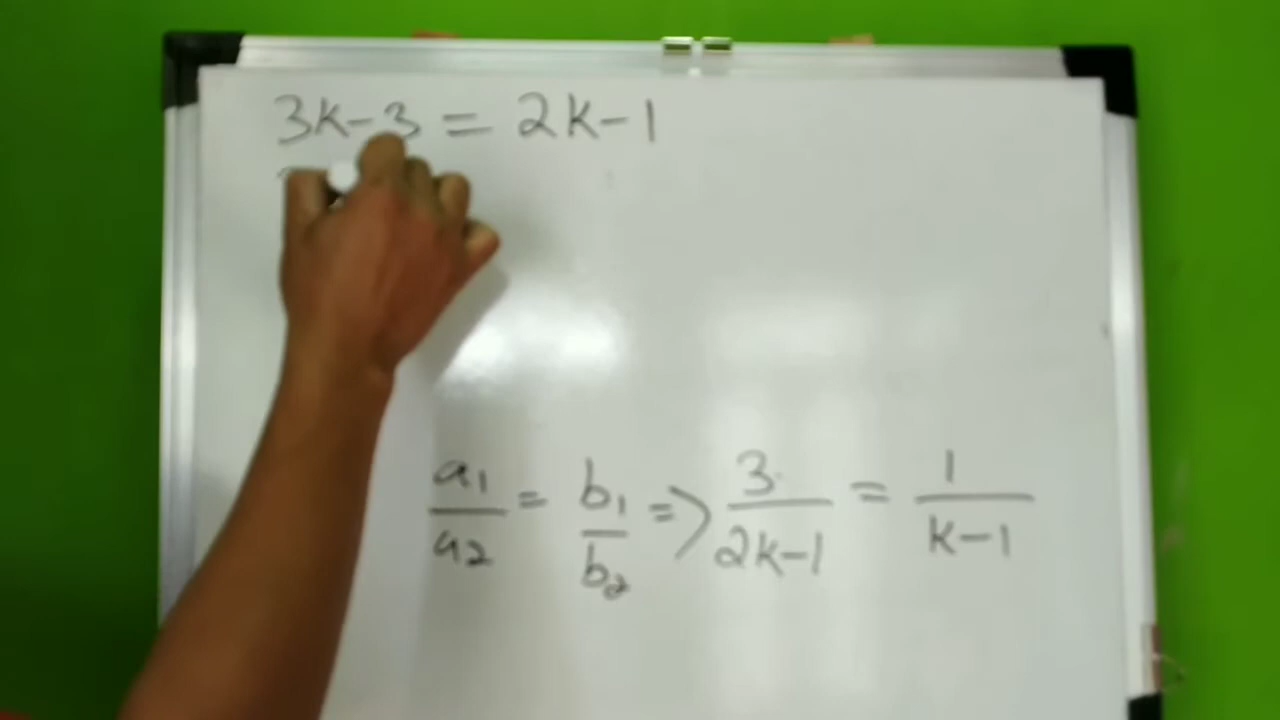 3k-3 = 2k-1
a1/a2 = b1/b2 => 3/2k-1 = 1/k-1